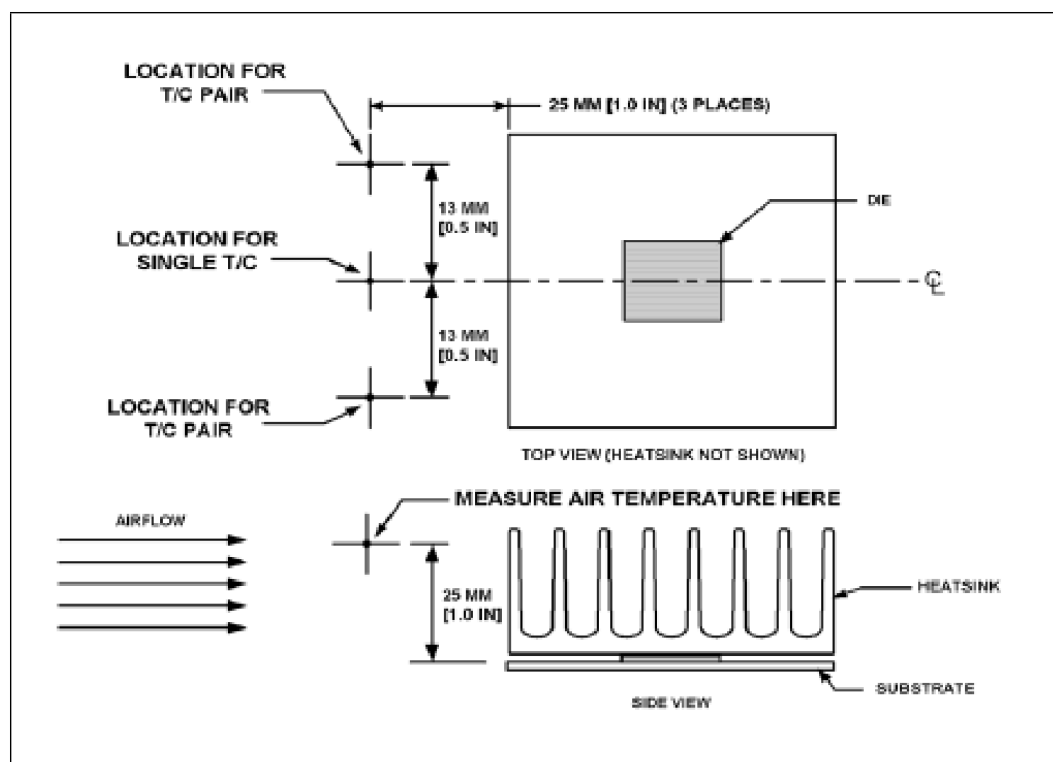 LOCATION FOR
T/C PAIR
25 MM [1.0 IN] (3 PLACES)
13 MM
[0.5 IN]
DIE
LOCATION FOR
SINGLE T/C
℄
13 MM
[0.5 IN]
LOCATION FOR
T/C PAIR
TOP VIEW (HEATSINK NOT SHOWN)
MEASURE AIR TEMPERATURE HERE
AIRFLOW
25 MM
[1.0 IN]
HEATSINK
SUBSTRATE
SIDE VIEW